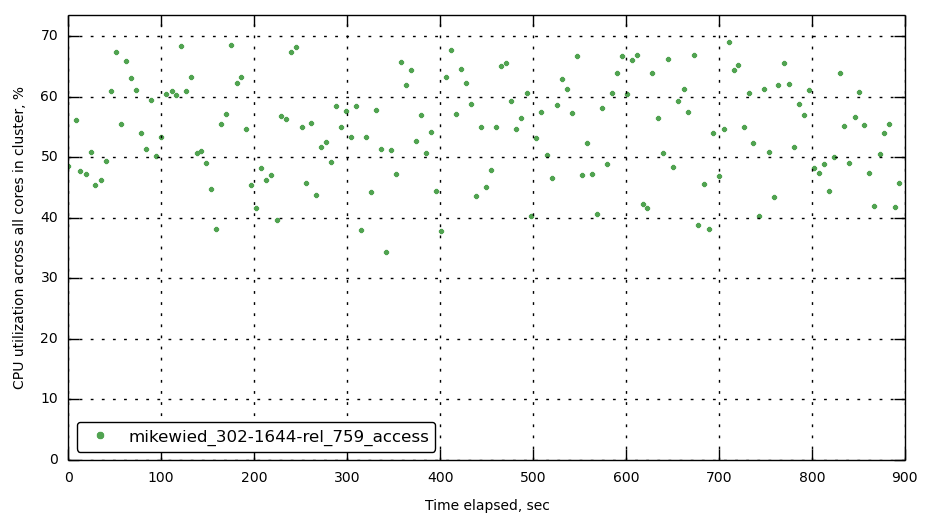 CPU utilization across all cores in cluster, %
70
60
50
40
30
20
10
0
mikewied_302-1644-rel_759_access
0 100 200 300 400 500 600 700 800 900
Time elapsed, sec